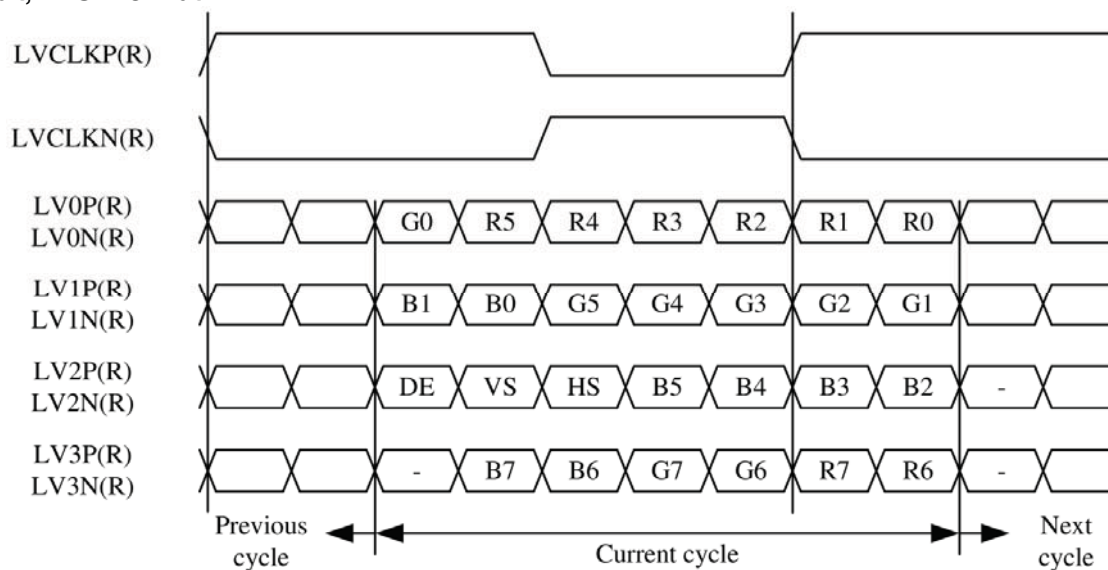 LVCLKP(R)
LVCLKN(R)
LV0P(R)
LV0N(R)
G0 R5 R4 R3 R2 R1 R0
LV1P(R)
LV1N(R)
B1 B0 G5 G4 G3 G2 G1
LV2P(R)
LV2N(R)
DE VS HS B5 B4 B3 B2 -
LV3P(R)
LV3N(R)
- B7 B6 G7 G6 R7 R6 -
Previous
cycle
Current cycle
Next
cycle